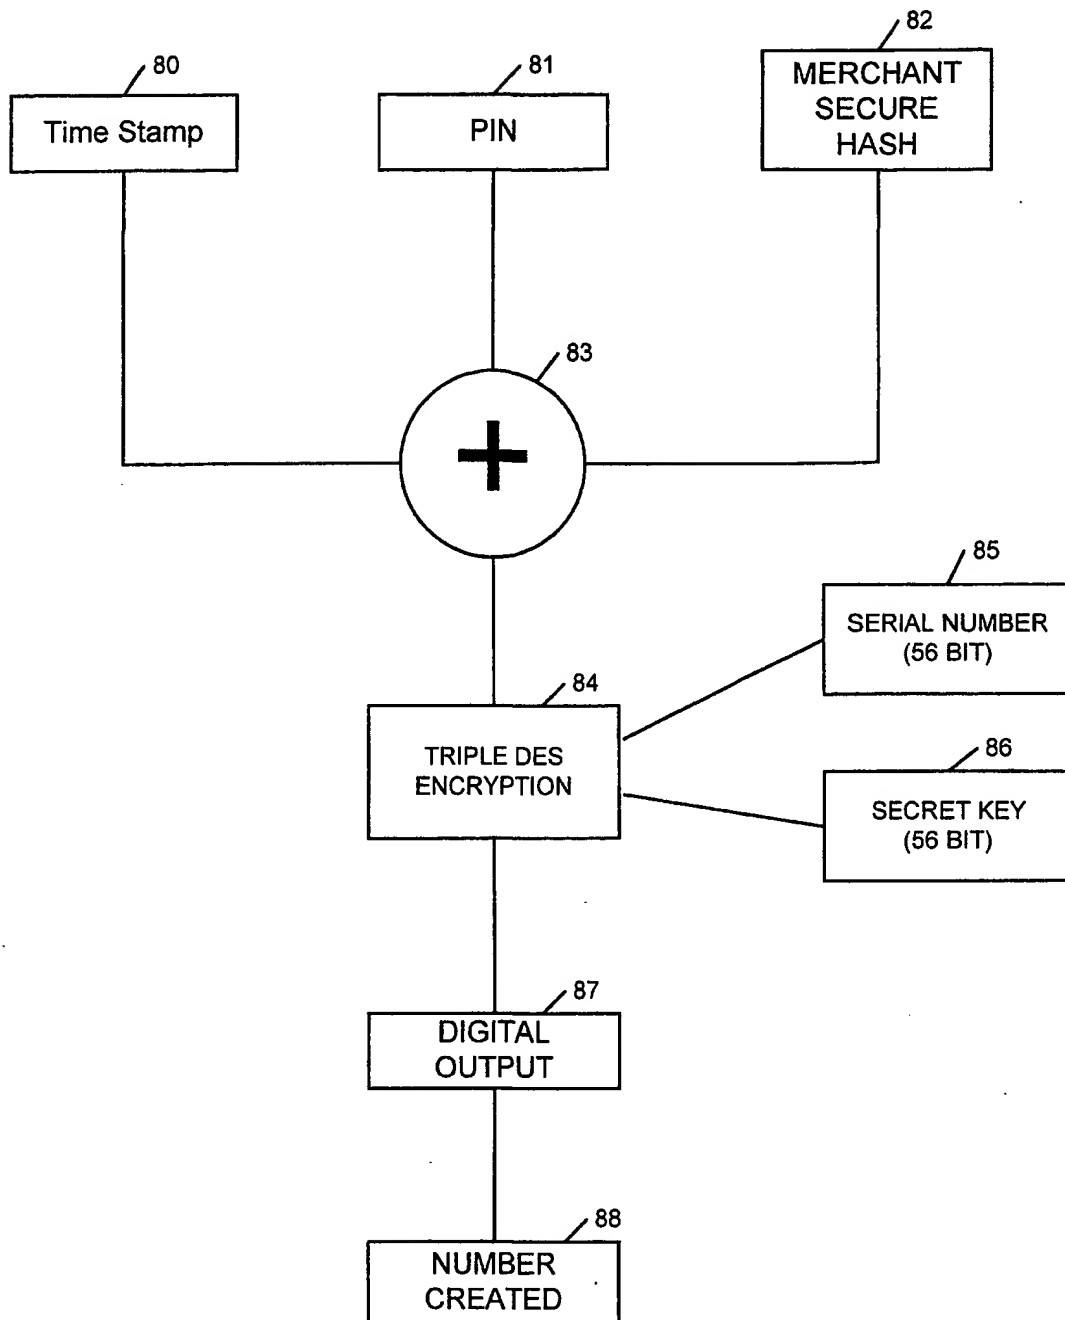 80
81
82
Time Stamp
PIN
MERCHANT
SECURE
HASH
83
+
85
SERIAL NUMBER
(56 BIT)
84
TRIPLE DES
ENCRYPTION
86
SECRET KEY
(56 BIT)
87
DIGITAL
OUTPUT
88
NUMBER
CREATED